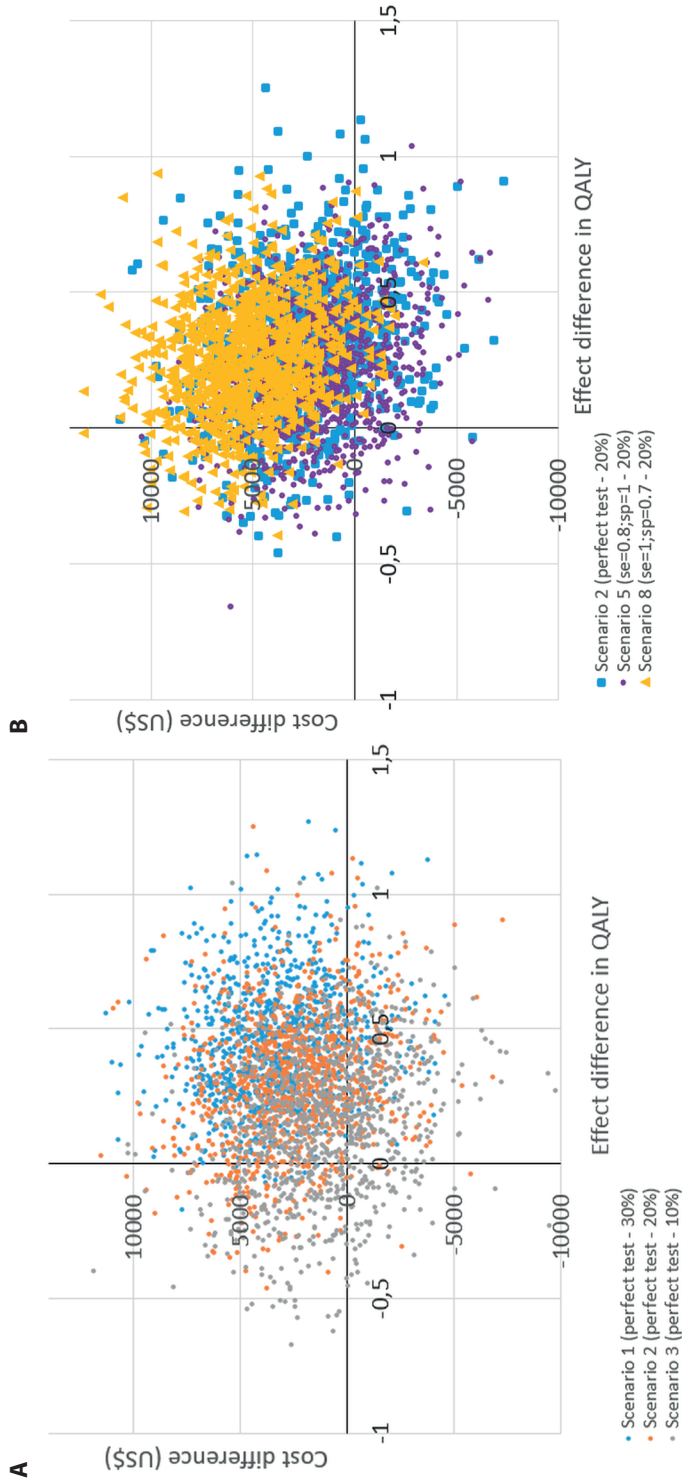 A
Cost difference (US$)
10000
5000
0
-5000
-10000
-1
-0,5
0
0,5
1
1,5
Effect difference in QALY
Scenario 1 (perfect test - 30%)
Scenario 2 (perfect test - 20%)
Scenario 3 (perfect test - 10%)
B
Cost difference (US$)
10000
5000
0
-5000
-10000
-1
-0,5
0
0,5
1
1,5
Effect difference in QALY
Scenario 2 (perfect test - 20%)
Scenario 5 (se=0.8;sp=1 - 20%)
Scenario 8 (se=1;sp=0.7 - 20%)